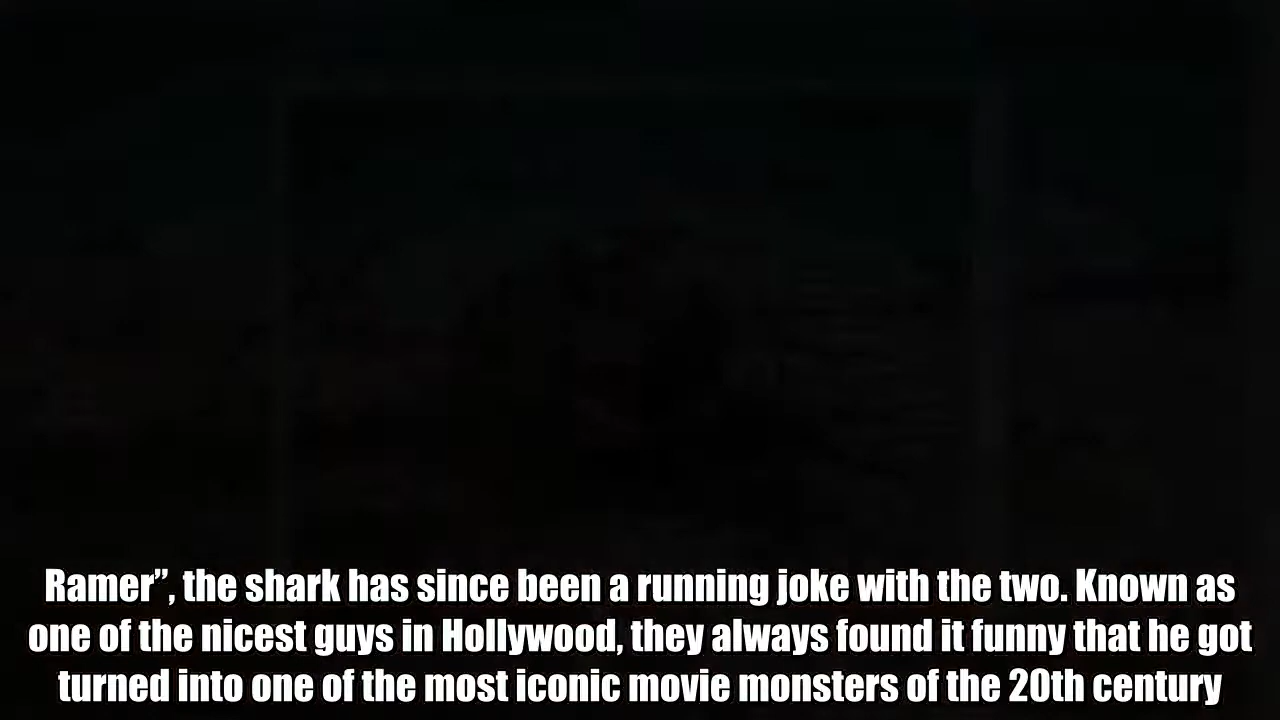 Ramer”, the shark has since been a running joke with the two. Known as
one of the nicest guys in Hollywood, they always found it funny that he got
turned into one of the most iconic movie monsters of the 20th century